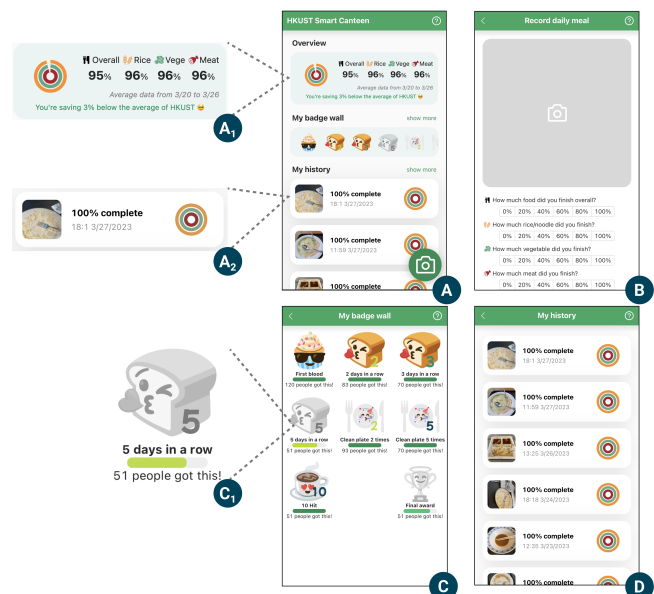 Overall Rice Vege Meat
95% 96% 96% 96%
Average data from 3/20 to 3/26
You're saving 3% below the average of HKUST
A1
100% complete
18:1 3/27/2023
A2
HKUST Smart Canteen ?
Overview
Overall Rice Vege Meat
95% 96% 96% 96%
Average data from 3/20 to 3/26
You're saving 3% below the average of HKUST
My badge wall show more
My history show more
100% complete
18:1 3/27/2023
100% complete
11:59 3/27/2023
100% complete
A
Record daily meal
How much food did you finish overall?
0% 20% 40% 60% 80% 100%
How much rice/noodle did you finish?
0% 20% 40% 60% 80% 100%
How much vegetable did you finish?
0% 20% 40% 60% 80% 100%
How much meat did you finish?
0% 20% 40% 60% 80% 100%
B
5
5 days in a row
51 people got this!
C1
My badge wall ?
2 3
First blood 2 days in a row 3 days in a row
120 people got this! 83 people got this! 70 people got this!
5 2 5
5 days in a row Clean plate 2 times Clean plate 5 times
51 people got this! 93 people got this! 70 people got this!
10
10 Hit Final award
51 people got this! 51 people got this!
C
My history ?
100% complete
18:1 3/27/2023
100% complete
11:59 3/27/2023
100% complete
13:25 3/26/2023
100% complete
18:18 3/24/2023
100% complete
12:35 3/23/2023
100% complete
D